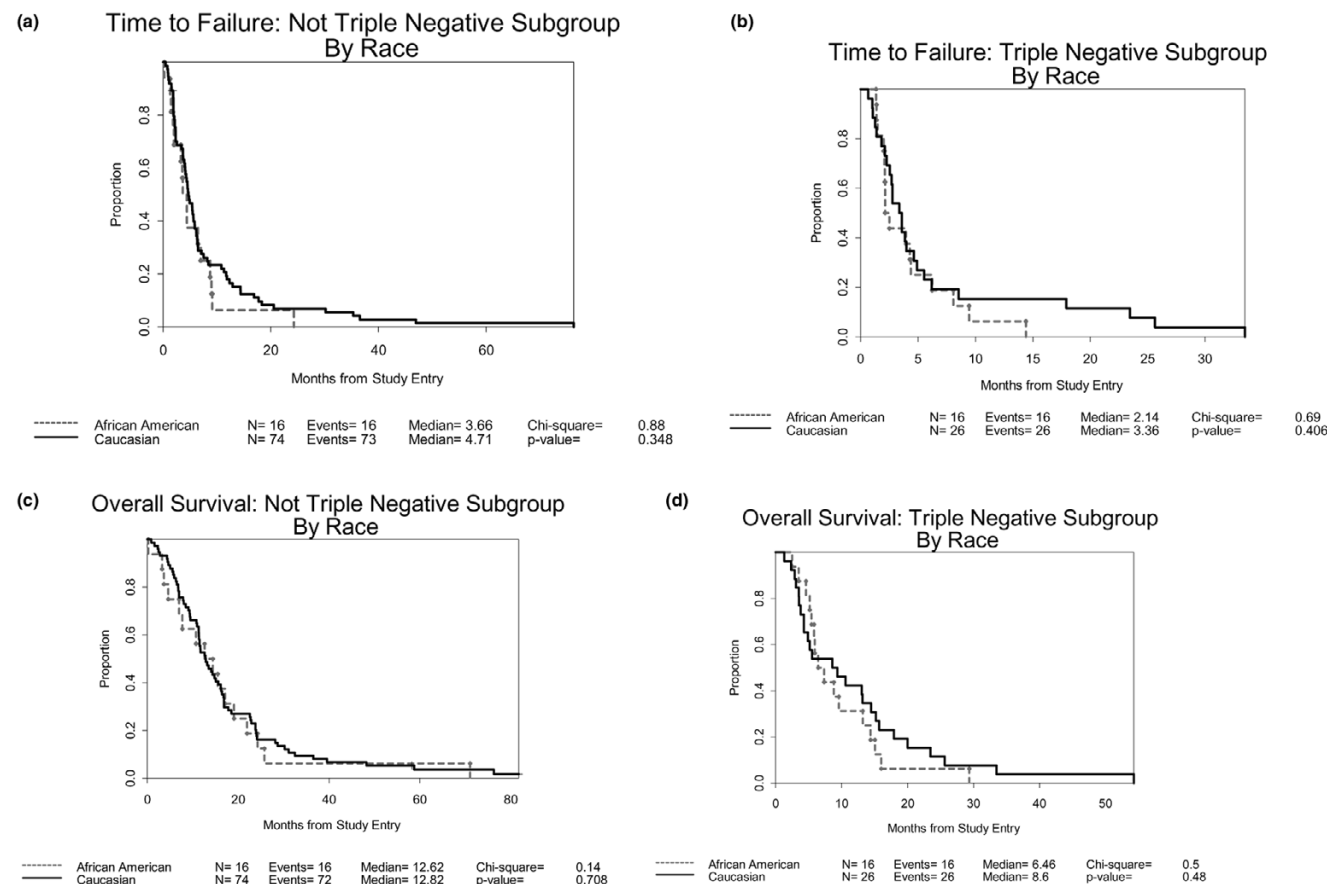 (a)
Time to Failure: Not Triple Negative Subgroup
By Race
Proportion
0.8
0.6
0.4
0.2
0.0
0 20 40 60
Months from Study Entry
African American N= 16 Events= 16 Median= 3.66 Chi-square= 0.88
Caucasian N= 74 Events= 73 Median= 4.71 p-value= 0.348
(b)
Time to Failure: Triple Negative Subgroup
By Race
Proportion
0.8
0.6
0.4
0.2
0.0
0 5 10 15 20 25 30
Months from Study Entry
African American N= 16 Events= 16 Median= 2.14 Chi-square= 0.69
Caucasian N= 26 Events= 26 Median= 3.36 p-value= 0.406
(c)
Overall Survival: Not Triple Negative Subgroup
By Race
Proportion
0.8
0.6
0.4
0.2
0.0
0 20 40 60 80
Months from Study Entry
African American N= 16 Events= 16 Median= 12.62 Chi-square= 0.14
Caucasian N= 74 Events= 72 Median= 12.82 p-value= 0.708
(d)
Overall Survival: Triple Negative Subgroup
By Race
Proportion
0.8
0.6
0.4
0.2
0.0
0 10 20 30 40 50
Months from Study Entry
African American N= 16 Events= 16 Median= 6.46 Chi-square= 0.5
Caucasian N= 26 Events= 26 Median= 8.6 p-value= 0.48